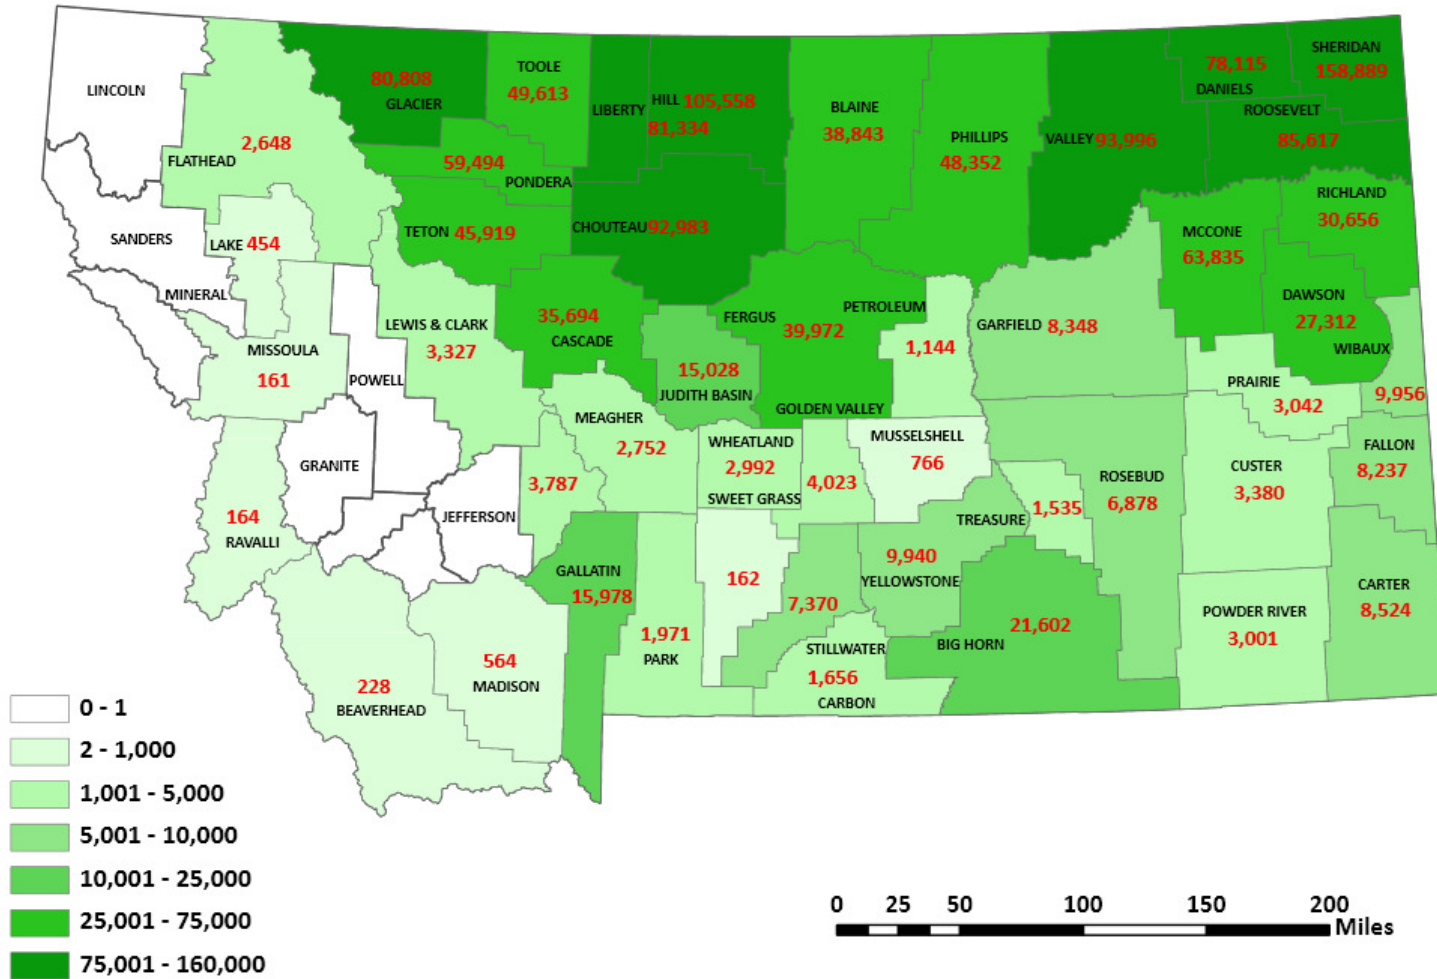 LINCOLN
FLATHEAD
2,648
80,808
GLACIER
TOOLE
49,613
LIBERTY
HILL 105,558
81,334
BLAINE
38,843
PHILLIPS
48,352
VALLEY 93,996
78,115
DANIELS
SHERIDAN
158,889
ROOSEVELT
85,617
59,494
PONDERA
TETON 45,919
CHOUTEAU 92,983
RICHLAND
30,656
MCCONE
63,835
SANDERS
LAKE 454
MINERAL
MISSOULA
161
POWELL
LEWIS & CLARK
3,327
35,694
CASCADE
FERGUS
39,972
PETROLEUM
1,144
GARFIELD 8,348
DAWSON
27,312
WIBAUX
9,956
15,028
JUDITH BASIN
GOLDEN VALLEY
PRAIRIE
3,042
MEAGHER
2,752
WHEATLAND
2,992
SWEET GRASS
4,023
MUSSELSHELL
766
GRANITE
3,787
JEFFERSON
164
RAVALLI
TREASURE
1,535
ROSEBUD
6,878
CUSTER
3,380
FALLON
8,237
GALLATIN
15,978
162
7,370
9,940
YELLOWSTONE
21,602
BIG HORN
POWDER RIVER
3,001
CARTER
8,524
1,971
PARK
STILLWATER
1,656
CARBON
564
MADISON
228
BEAVERHEAD
0 - 1
2 - 1,000
1,001 - 5,000
5,001 - 10,000
10,001 - 25,000
25,001 - 75,000
75,001 - 160,000
0 25 50 100 150 200
Miles